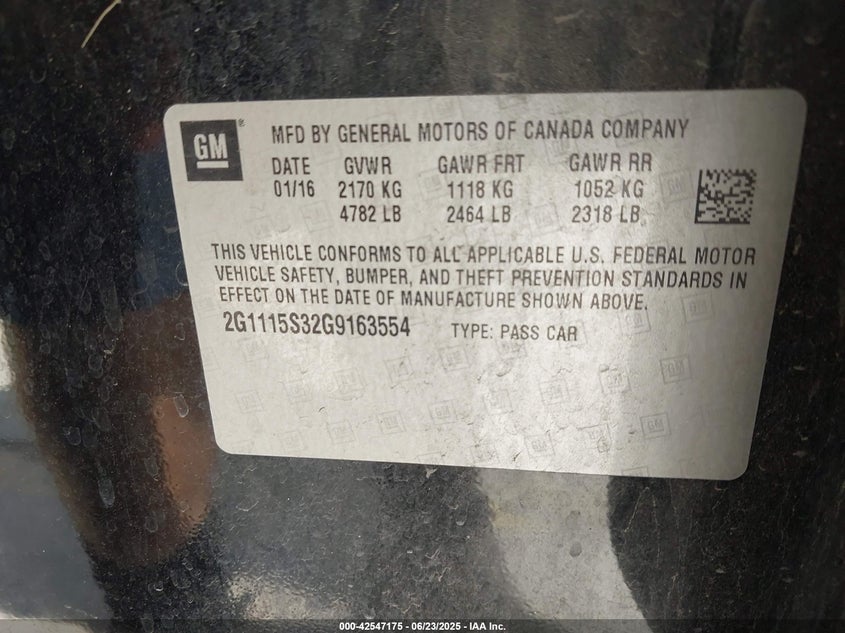 GM ® MFD BY GENERAL MOTORS OF CANADA COMPANY
DATE GVWR GAWR FRT GAWR RR
01/16 2170 KG 1118 KG 1052 KG
4782 LB 2464 LB 2318 LB
THIS VEHICLE CONFORMS TO ALL APPLICABLE U.S. FEDERAL MOTOR
VEHICLE SAFETY, BUMPER, AND THEFT PREVENTION STANDARDS IN
EFFECT ON THE DATE OF MANUFACTURE SHOWN ABOVE.
2G1115S32G9163554 TYPE: PASS CAR
000-42547175 - 06/23/2025 - IAA Inc.